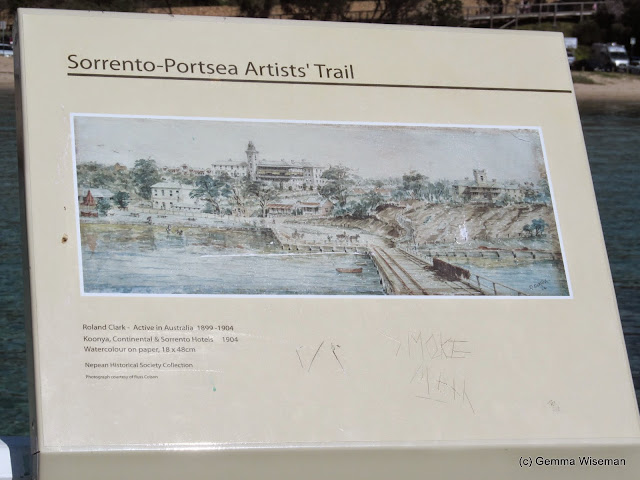 Sorrento-Portsea Artists' Trail
Roland Clark - Active in Australia 1899-1904
Koonya, Continental & Sorrento Hotels 1904
Watercolour on paper, 18 x 48cm
Nepean Historical Society Collection
SMOKE
(c) Gemma Wiseman